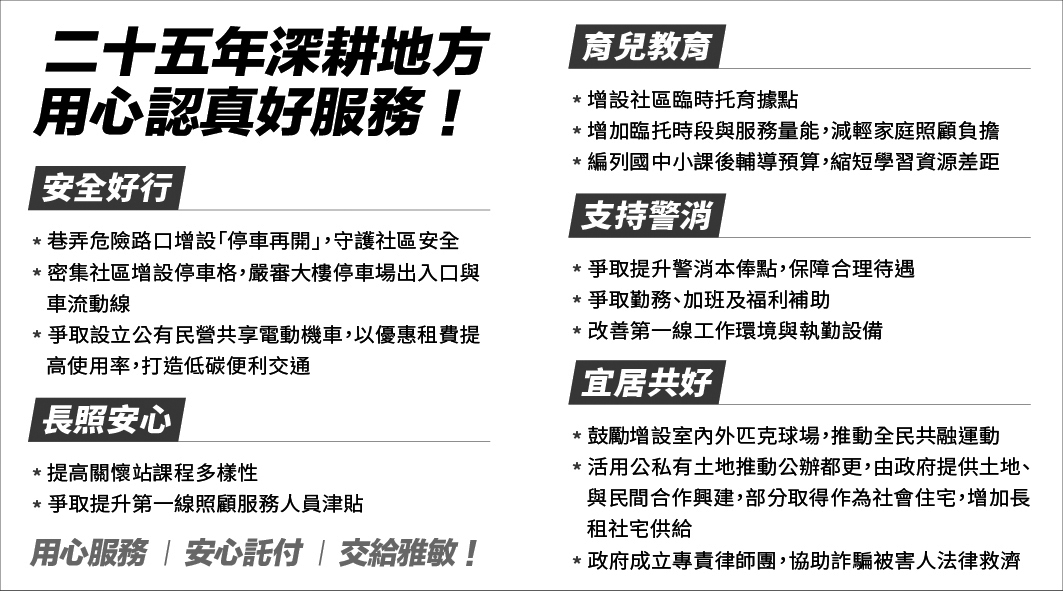 二十五年深耕地方
用心認真好服務！
安全好行
* 巷弄危險路口增設「停車再開」，守護社區安全
* 密集社區增設停車格，嚴審大樓停車場出入口與
車流動線
* 爭取設立公有民營共享電動機車，以優惠租費提
高使用率，打造低碳便利交通
長照安心
* 提高關懷站課程多樣性
* 爭取提升第一線照顧服務人員津貼
用心服務｜安心託付｜交給雅敏！
育兒教育
* 增設社區臨時托育據點
* 增加臨托時段與服務量能，減輕家庭照顧負擔
* 編列國中小課後輔導預算，縮短學習資源差距
支持警消
* 爭取提升警消本俸點，保障合理待遇
* 爭取勤務、加班及福利補助
* 改善第一線工作環境與執勤設備
宜居共好
* 鼓勵增設室內外匹克球場，推動全民共融運動
* 活用公私有土地推動公辦都更，由政府提供土地、
與民間合作興建，部分取得作為社會住宅，增加長
租社宅供給
* 政府成立專責律師團，協助詐騙被害人法律救濟